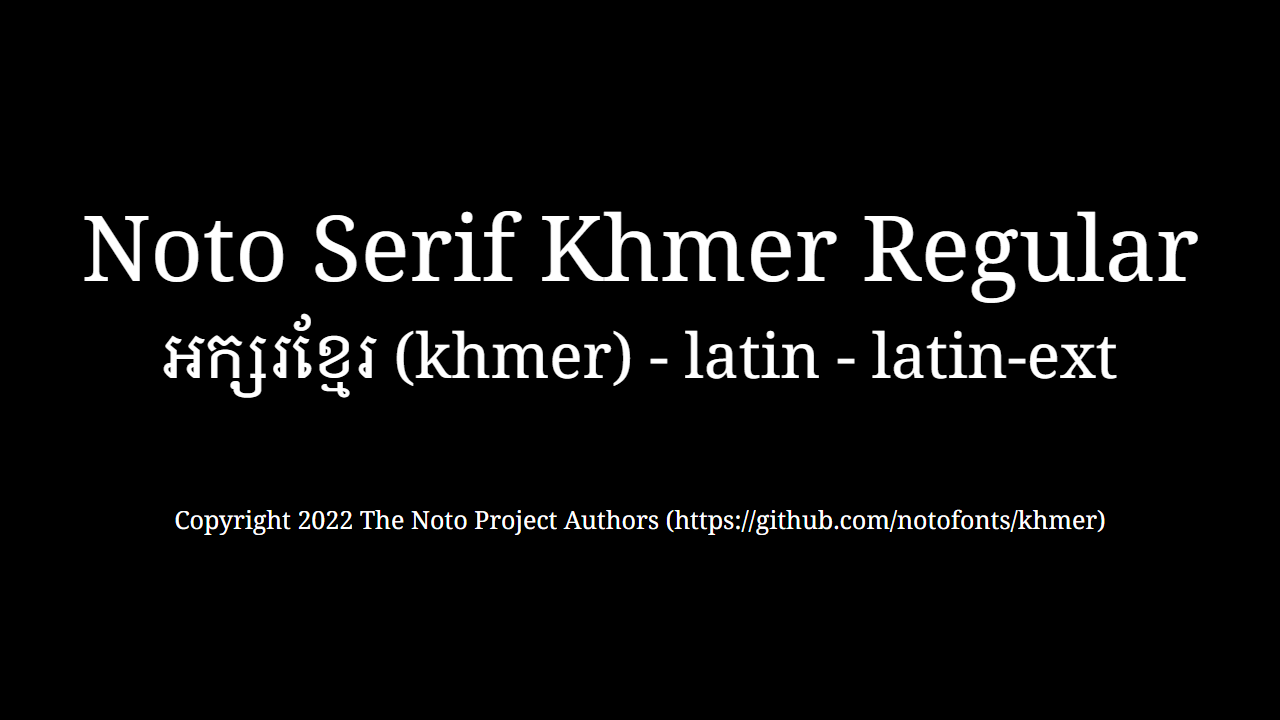 Noto Serif Khmer Regular
អក្សរខ្មែរ (khmer) - latin - latin-ext
Copyright 2022 The Noto Project Authors (https://github.com/notofonts/khmer)